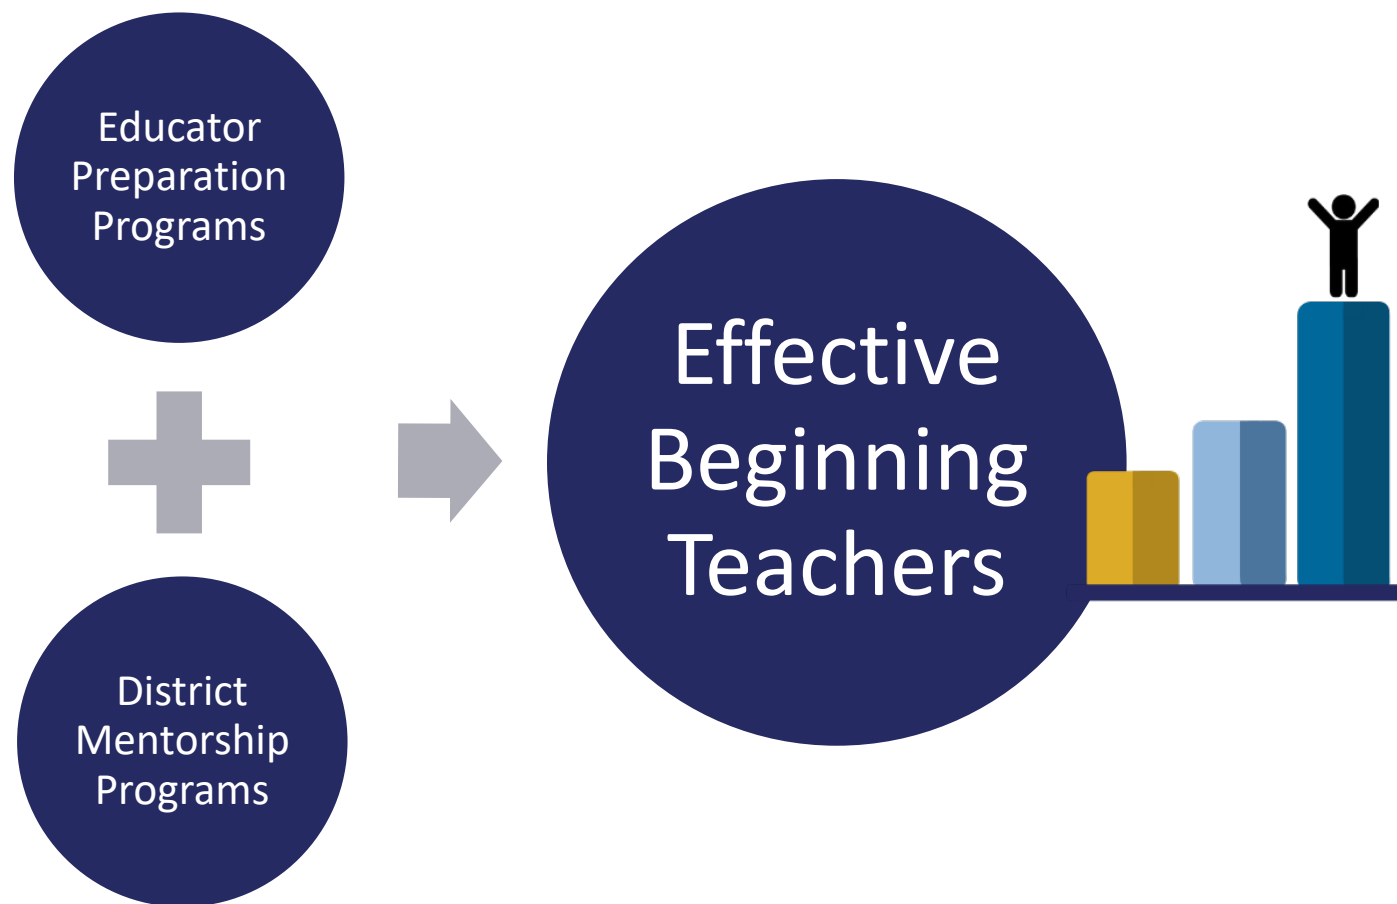 Educator
Preparation
Programs
District
Mentorship
Programs
Effective
Beginning
Teachers